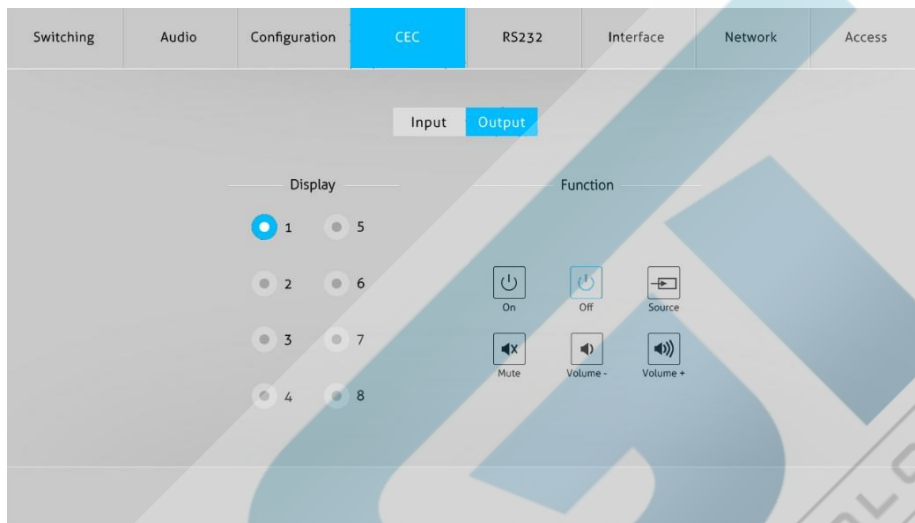 Switching Audio Configuration CEC RS232 Interface Network Access
Input Output
Display Function
1 5
2 6
On Off Source
3 7
Mute Volume - Volume +
4 8